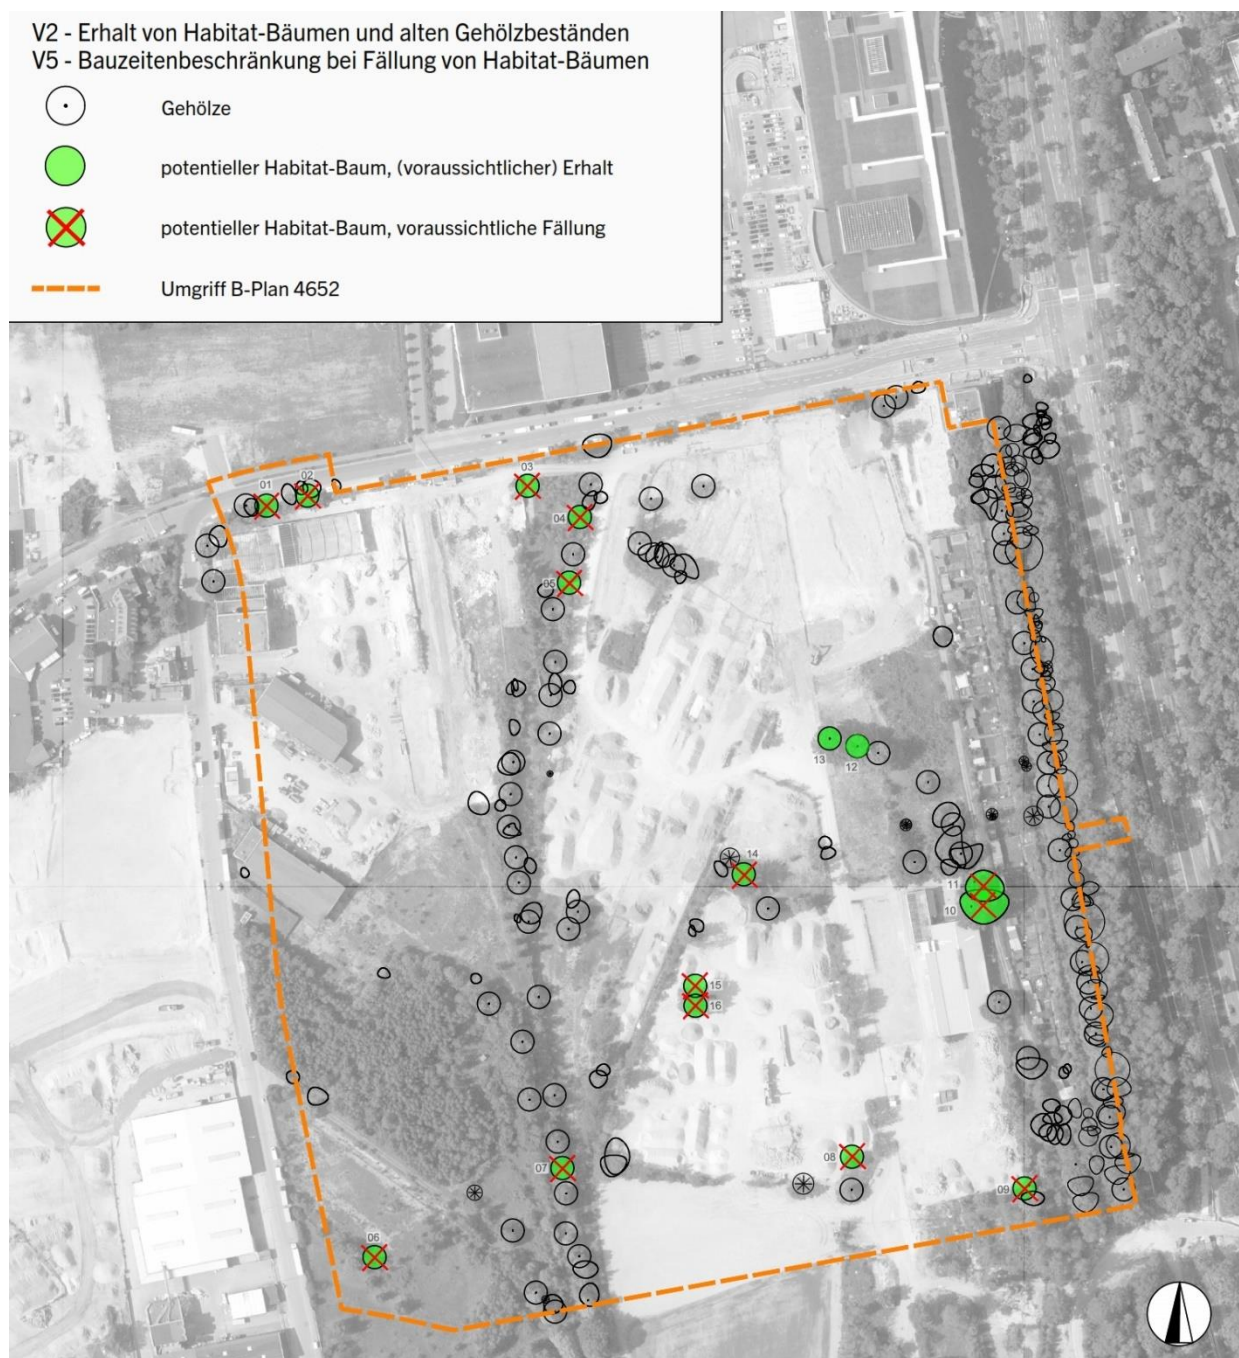 V2 - Erhalt von Habitat-Bäumen und alten Gehölzbeständen
V5 - Bauzeitenbeschränkung bei Fällung von Habitat-Bäumen
Gehölze
potentieller Habitat-Baum, (voraussichtlicher) Erhalt
potentieller Habitat-Baum, voraussichtliche Fällung
Umgriff B-Plan 4652
01
02
03
04
05
13
12
14
11
10
15
16
07
08
09
06